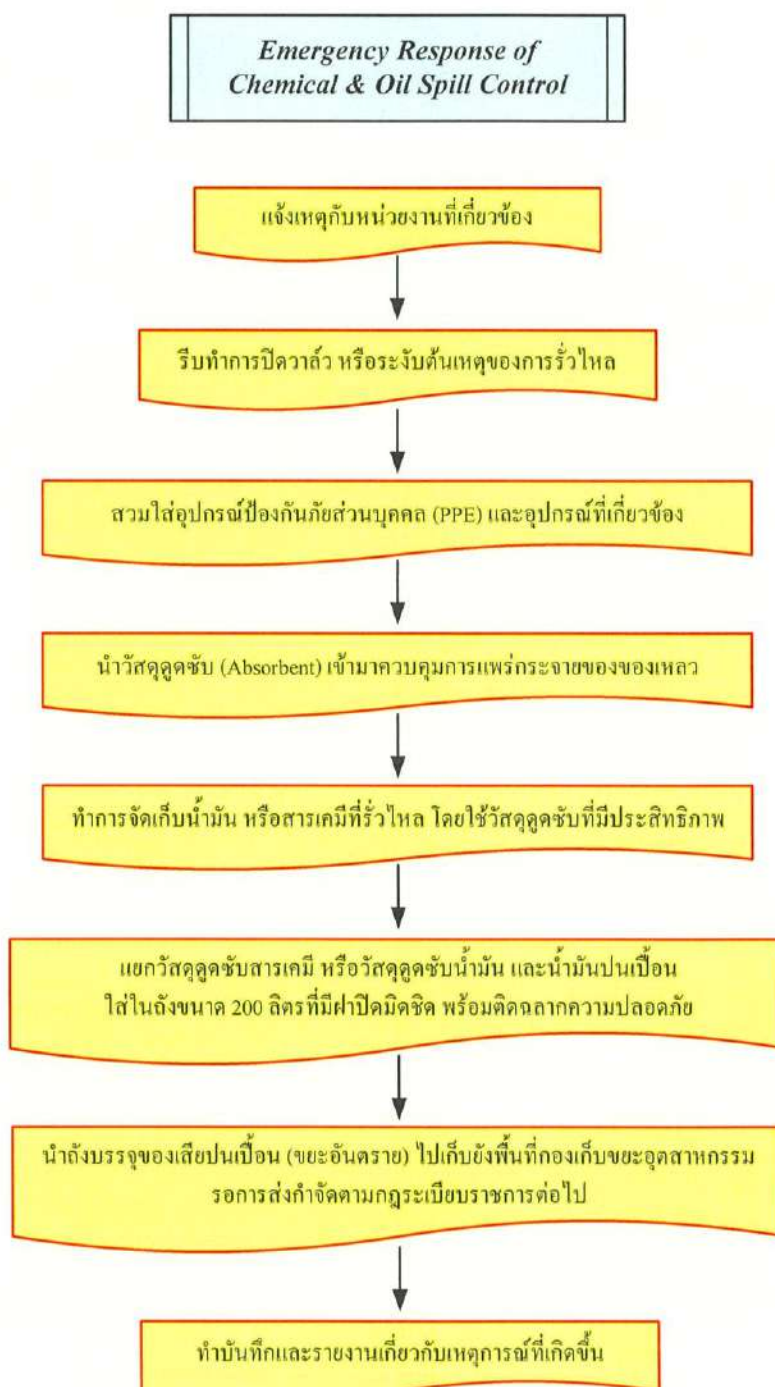 Emergency Response of
Chemical & Oil Spill Control
แจ้งเหตุกับหน่วยงานที่เกี่ยวข้อง
รีบทำการปิดวาล์ว หรือระงับต้นเหตุของการรั่วไหล
สวมใส่อุปกรณ์ป้องกันภัยส่วนบุคคล (PPE) และอุปกรณ์ที่เกี่ยวข้อง
นำวัสดุดูดซับ (Absorbent) เข้ามาควบคุมการแพร่กระจายของของเหลว
ทำการจัดเก็บน้ำมัน หรือสารเคมีที่รั่วไหล โดยใช้วัสดุดูดซับที่มีประสิทธิภาพ
แยกวัสดุดูดซับสารเคมี หรือวัสดุดูดซับน้ำมัน และน้ำมันปนเปื้อน
ใส่ในถังขนาด 200 ลิตรที่มีฝาปิดมิดชิด พร้อมติดฉลากความปลอดภัย
นำถังบรรจุของเสียปนเปื้อน (ขยะอันตราย) ไปเก็บยังพื้นที่กองเก็บขยะอุตสาหกรรม
รอการส่งกำจัดตามกฎระเบียบราชการต่อไป
ทำบันทึกและรายงานเกี่ยวกับเหตุการณ์ที่เกิดขึ้น